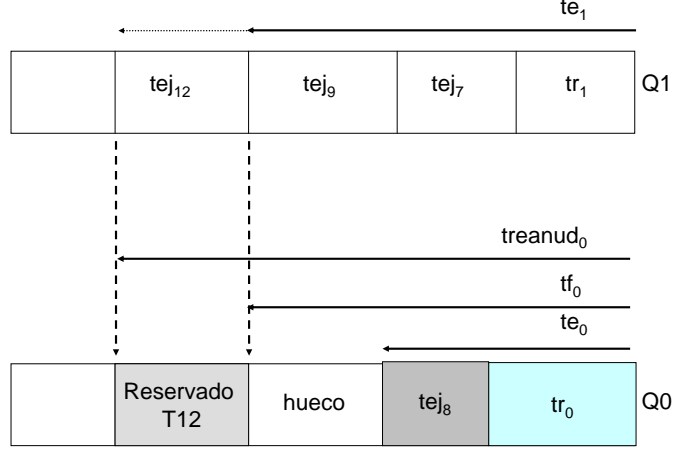 te₁
tej₁₂ tej₉ tej₇ tr₁ Q1
treanud₀
tf₀
te₀
Reservado
T12
hueco tej₈ tr₀ Q0